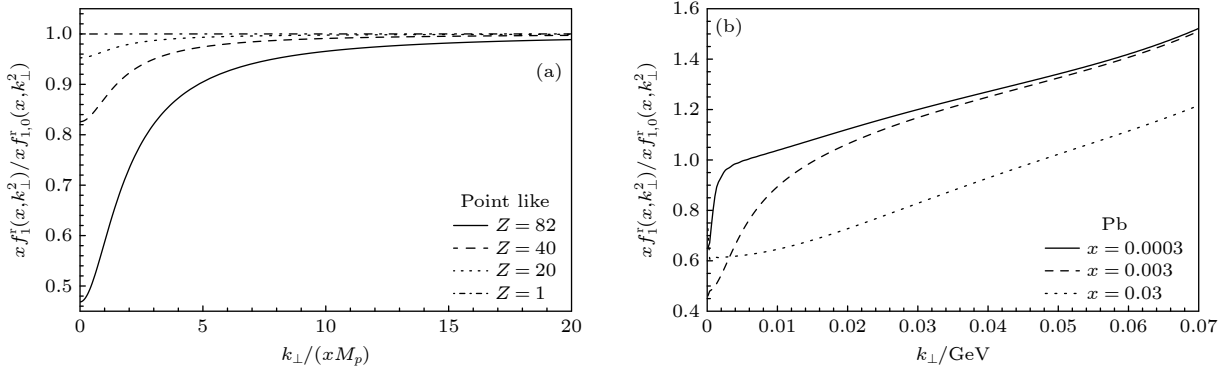 1.0
0.9
0.8
0.7
0.6
0.5
0 5 10 15 20
k⊥/(xMp)
xf₁ʳ(x,k⊥²)/xf₁,₀ʳ(x,k⊥²)
(a)
Point like
Z = 82
Z = 40
Z = 20
Z = 1
1.6
1.4
1.2
1.0
0.8
0.6
0.4
0 0.01 0.02 0.03 0.04 0.05 0.06 0.07
k⊥/GeV
xf₁ʳ(x,k⊥²)/xf₁,₀ʳ(x,k⊥²)
(b)
Pb
x = 0.0003
x = 0.003
x = 0.03